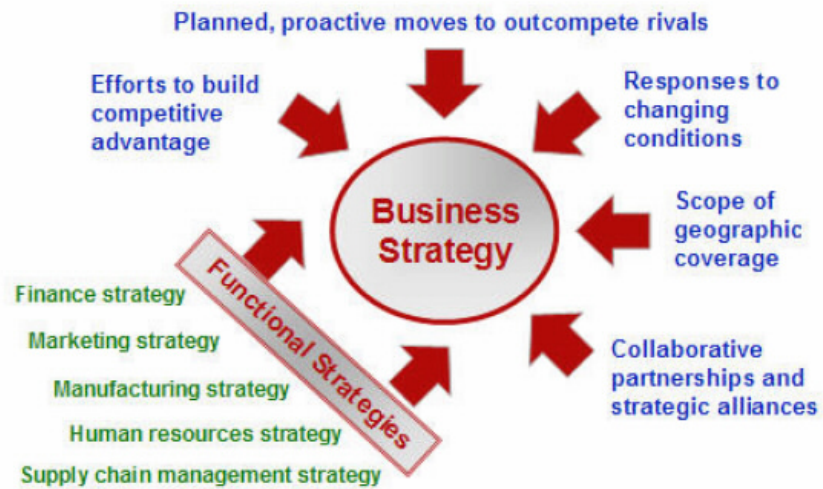 Planned, proactive moves to outcompete rivals
Efforts to build
competitive
advantage
Responses to
changing
conditions
Business
Strategy
Scope of
geographic
coverage
Functional Strategies
Finance strategy
Marketing strategy
Manufacturing strategy
Human resources strategy
Supply chain management strategy
Collaborative
partnerships and
strategic alliances